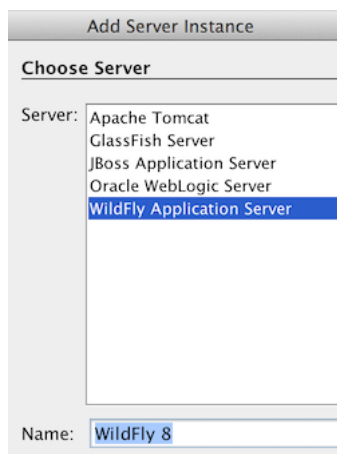 Add Server Instance
Choose Server
Server:
Apache Tomcat
GlassFish Server
JBoss Application Server
Oracle WebLogic Server
WildFly Application Server
Name: WildFly 8